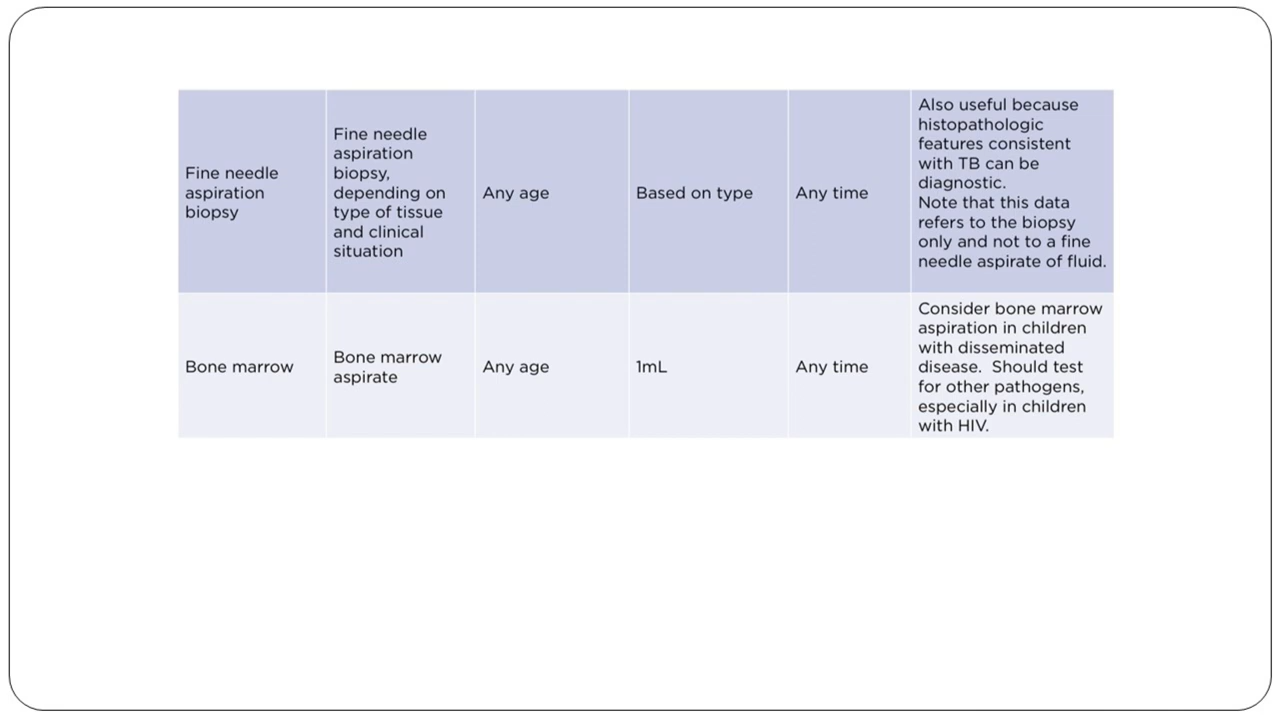 Fine needle
aspiration
biopsy
Fine needle
aspiration
biopsy,
depending on
type of tissue
and clinical
situation
Any age
Based on type
Any time
Also useful because
histopathologic
features consistent
with TB can be
diagnostic.
Note that this data
refers to the biopsy
only and not to a fine
needle aspirate of fluid.
Bone marrow
Bone marrow
aspirate
Any age
1mL
Any time
Consider bone marrow
aspiration in children
with disseminated
disease.  Should test
for other pathogens,
especially in children
with HIV.